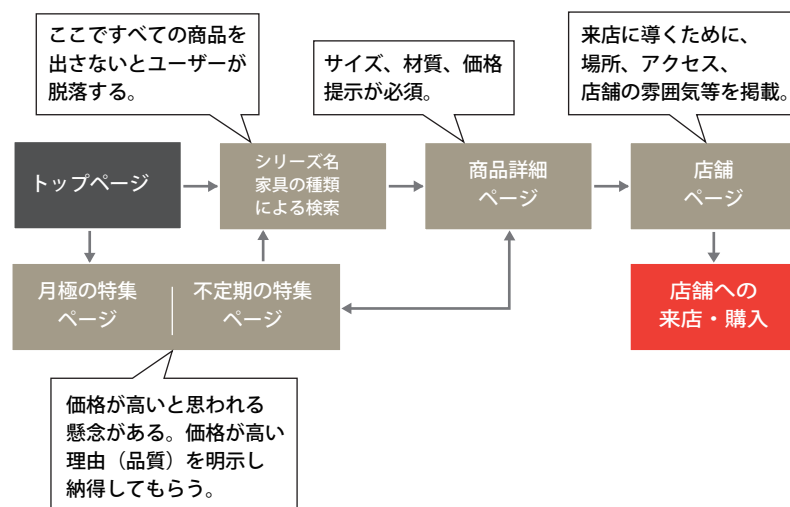 ここですべての商品を
出さないとユーザーが
脱落する。
サイズ、材質、価格
提示が必須。
来店に導くために、
場所、アクセス、
店舗の雰囲気等を掲載。
トップページ
シリーズ名
家具の種類
による検索
商品詳細
ページ
店舗
ページ
月極の特集
ページ
不定期の特集
ページ
店舗への
来店・購入
価格が高いと思われる
懸念がある。価格が高い
理由（品質）を明示し
納得してもらう。